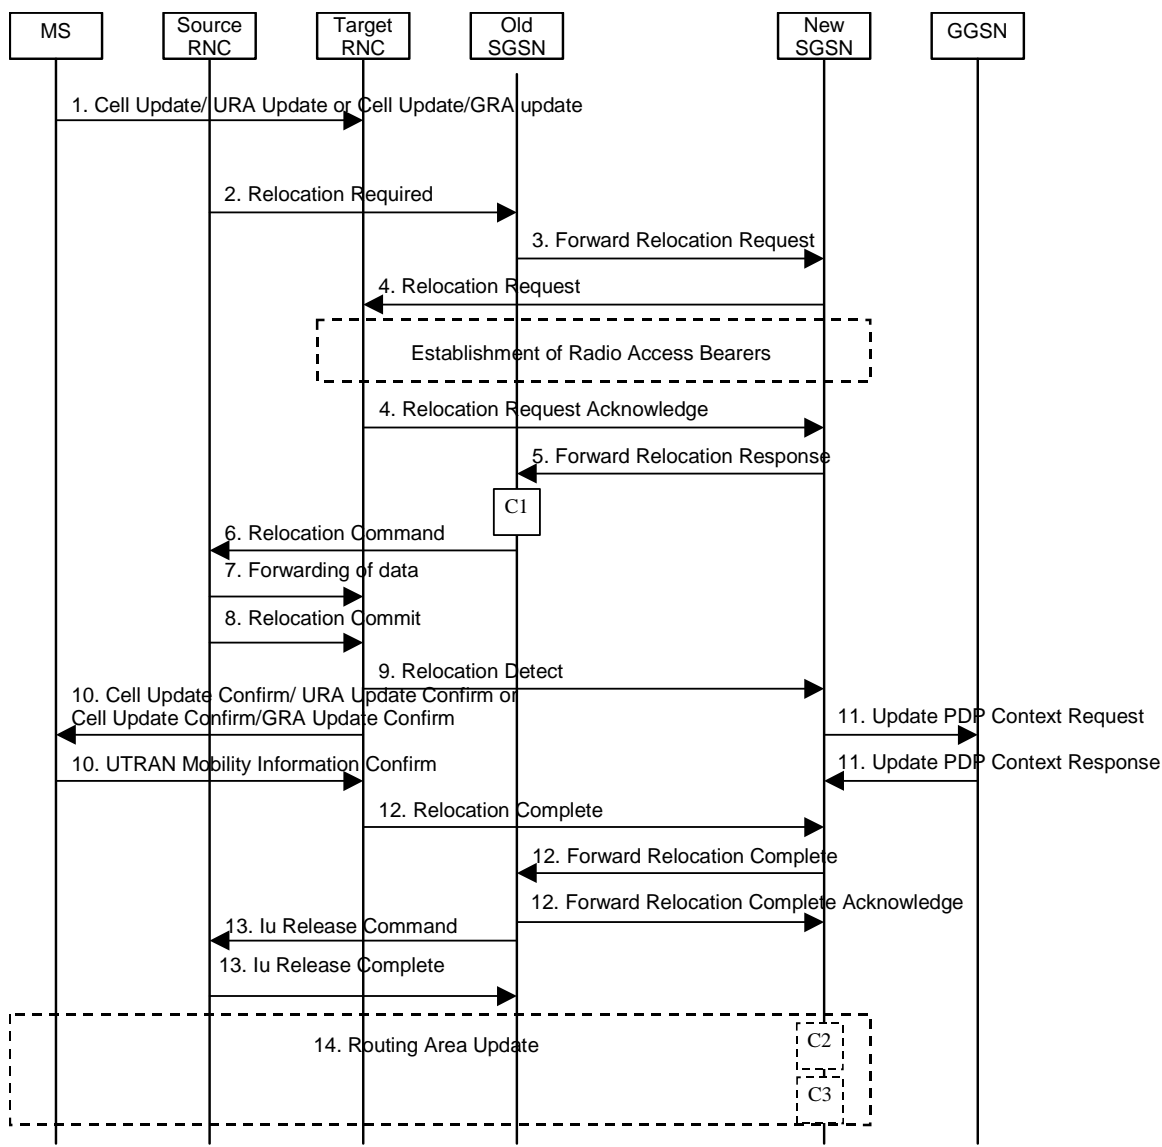 MS
Source
RNC
Target
RNC
Old
SGSN
New
SGSN
GGSN
1. Cell Update/ URA Update or Cell Update/GRA update
2. Relocation Required
3. Forward Relocation Request
4. Relocation Request
Establishment of Radio Access Bearers
4. Relocation Request Acknowledge
5. Forward Relocation Response
C1
6. Relocation Command
7. Forwarding of data
8. Relocation Commit
9. Relocation Detect
10. Cell Update Confirm/ URA Update Confirm or
Cell Update Confirm/GRA Update Confirm
11. Update PDP Context Request
10. UTRAN Mobility Information Confirm
11. Update PDP Context Response
12. Relocation Complete
12. Forward Relocation Complete
12. Forward Relocation Complete Acknowledge
13. Iu Release Command
13. Iu Release Complete
14. Routing Area Update
C2
C3